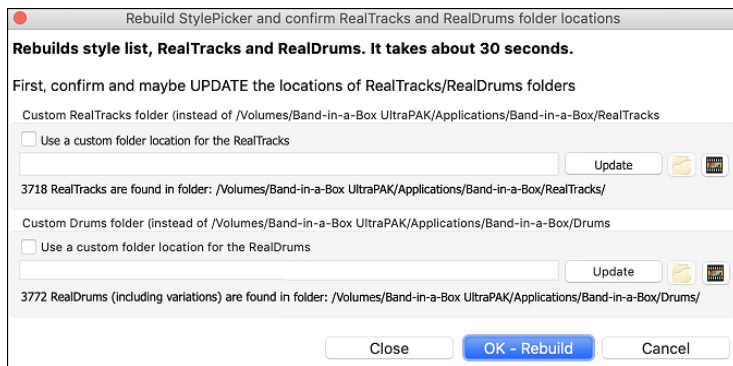 Rebuild StylePicker and confirm RealTracks and RealDrums folder locations
Rebuilds style list, RealTracks and RealDrums. It takes about 30 seconds.
First, confirm and maybe UPDATE the locations of RealTracks/RealDrums folders
Custom RealTracks folder (instead of /Volumes/Band-in-a-Box UltraPAK/Applications/Band-in-a-Box/RealTracks
Use a custom folder location for the RealTracks
Update
3718 RealTracks are found in folder: /Volumes/Band-in-a-Box UltraPAK/Applications/Band-in-a-Box/RealTracks/
Custom Drums folder (instead of /Volumes/Band-in-a-Box UltraPAK/Applications/Band-in-a-Box/Drums
Use a custom folder location for the RealDrums
Update
3772 RealDrums (including variations) are found in folder: /Volumes/Band-in-a-Box UltraPAK/Applications/Band-in-a-Box/Drums/
Close OK - Rebuild Cancel